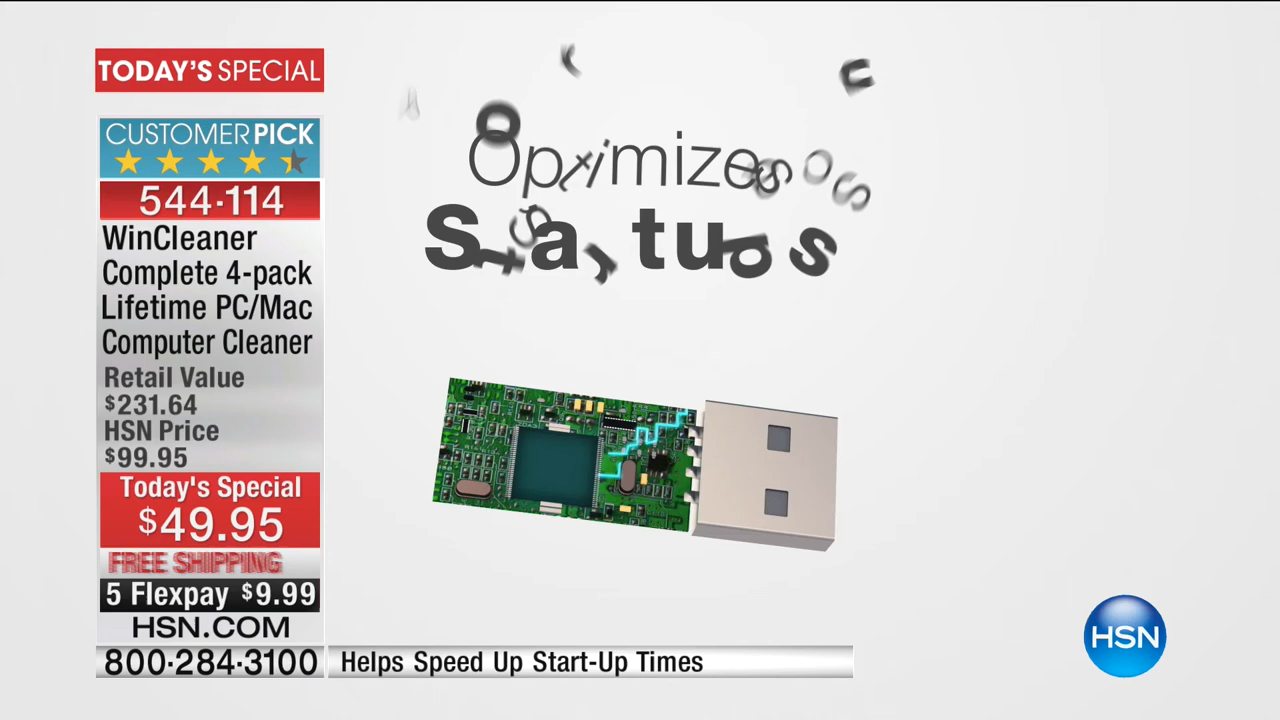 TODAY'S SPECIAL
CUSTOMER PICK
544-114
WinCleaner
Complete 4-pack
Lifetime PC/Mac
Computer Cleaner
Retail Value
$231.64
HSN Price
$99.95
Today's Special
$49.95
FREE SHIPPING
5 Flexpay $9.99
HSN.COM
800-284-3100
Helps Speed Up Start-Up Times
Optimizes
HSN